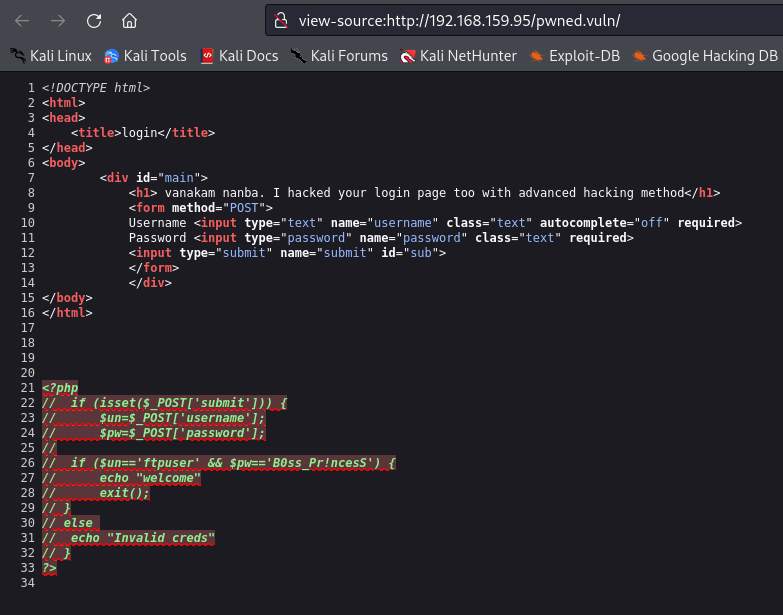 view-source:http://192.168.159.95/pwned.vuln/
Kali Linux Kali Tools Kali Docs Kali Forums Kali NetHunter Exploit-DB Google Hacking DB
1 <!DOCTYPE html>
2 <html>
3 <head>
4     <title>login</title>
5 </head>
6 <body>
7         <div id="main">
8             <h1> vanakam nanba. I hacked your login page too with advanced hacking method</h1>
9             <form method="POST">
10             Username <input type="text" name="username" class="text" autocomplete="off" required>
11             Password <input type="password" name="password" class="text" required>
12             <input type="submit" name="submit" id="sub">
13             </form>
14             </div>
15 </body>
16 </html>
17
18
19
20
21 <?php
22 //  if (isset($_POST['submit'])) {
23 //      $un=$_POST['username'];
24 //      $pw=$_POST['password'];
25 //
26 //  if ($un=='ftpuser' && $pw=='B0ss_Pr!ncesS') {
27 //      echo "welcome"
28 //      exit();
29 // }
30 // else
31 //  echo "Invalid creds"
32 // }
33 ?>
34